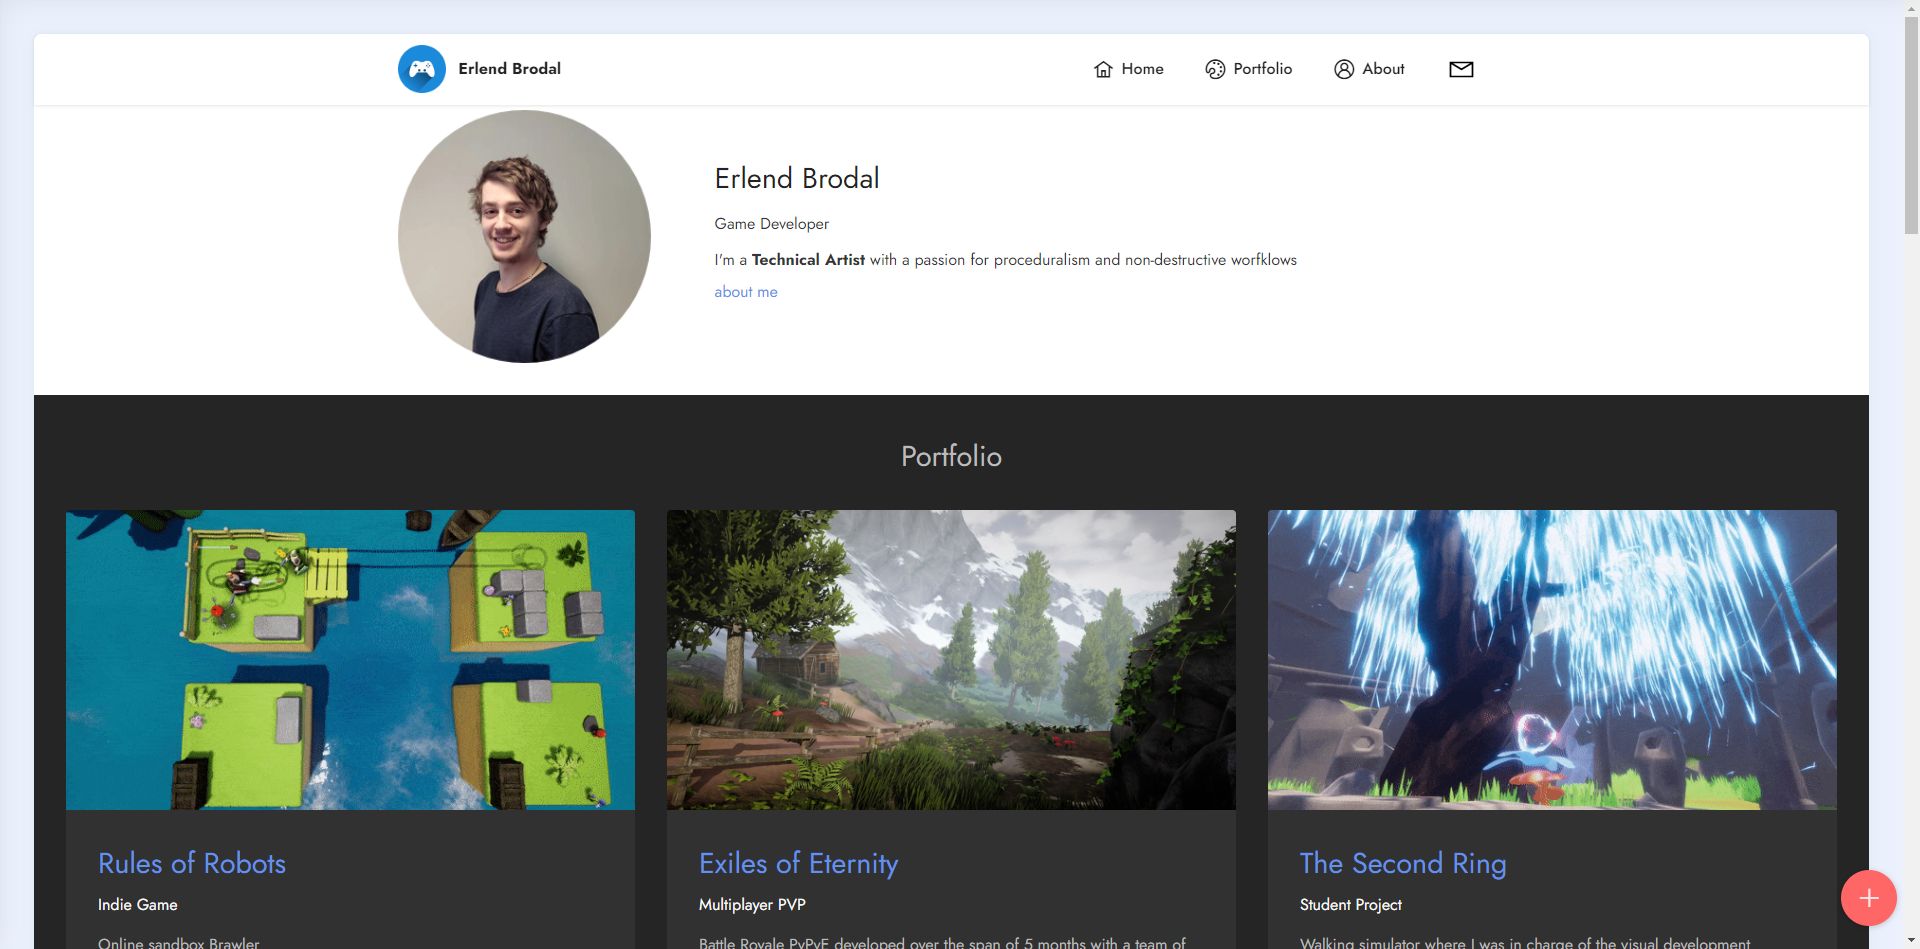 Erlend Brodal
Home
Portfolio
About
Erlend Brodal
Game Developer
I'm a Technical Artist with a passion for proceduralism and non-destructive worfklows
about me
Portfolio
Rules of Robots
Indie Game
Online sandbox Brawler
Exiles of Eternity
Multiplayer PVP
Battle Royale PvPvE developed over the span of 5 months with a team of
The Second Ring
Student Project
Walking simulator where I was in charge of the visual development